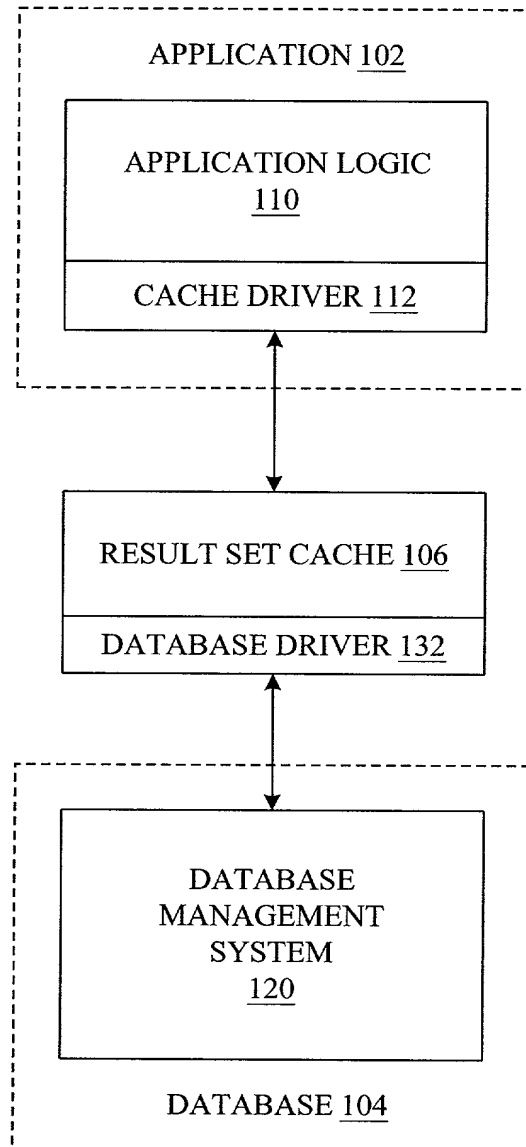 APPLICATION 102
APPLICATION LOGIC
110
CACHE DRIVER 112
RESULT SET CACHE 106
DATABASE DRIVER 132
DATABASE
MANAGEMENT
SYSTEM
120
DATABASE 104